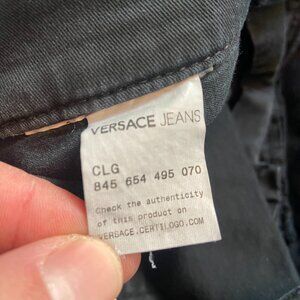 VERSACE JEANS
CLG
845 654 495 070
Check the authenticity
of this product on
VERSACE.CERTILOGO.COM